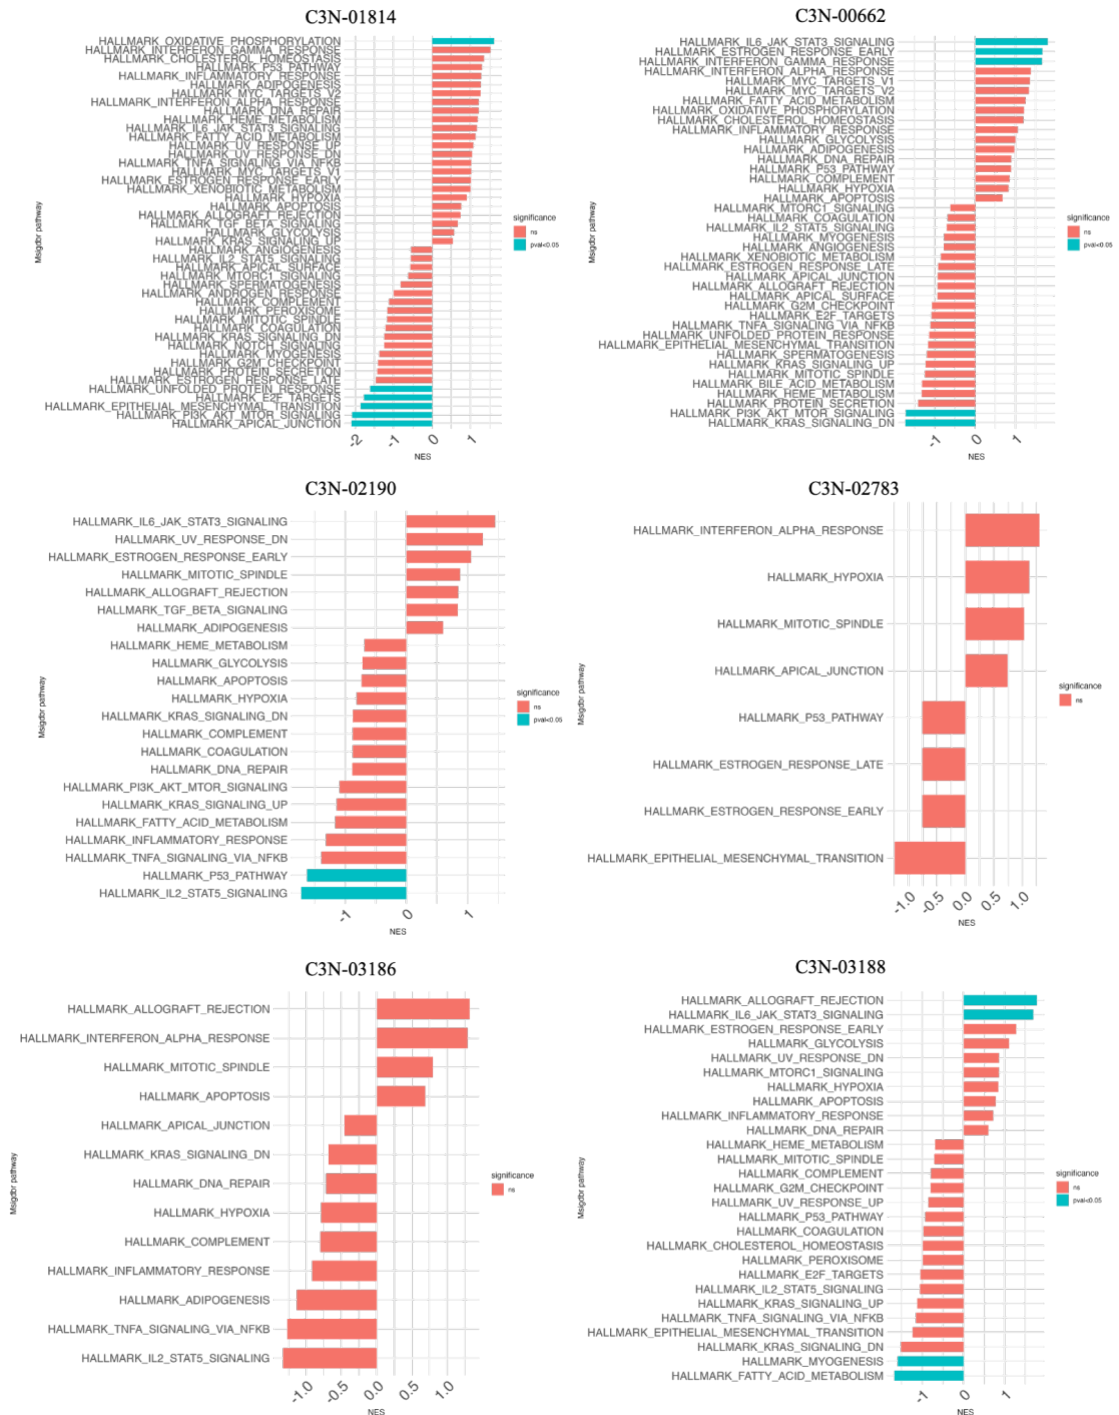 C3N-01814
HALLMARK_OXIDATIVE_PHOSPHORYLATION
HALLMARK_INTERFERON_GAMMA_RESPONSE
HALLMARK_CHOLESTEROL_HOMEOSTASIS
HALLMARK_P53_PATHWAY
HALLMARK_INFLAMMATORY_RESPONSE
HALLMARK_ADIPOGENESIS
HALLMARK_MYC_TARGETS_V2
HALLMARK_INTERFERON_ALPHA_RESPONSE
HALLMARK_DNA_REPAIR
HALLMARK_HEME_METABOLISM
HALLMARK_IL6_JAK_STAT3_SIGNALING
HALLMARK_FATTY_ACID_METABOLISM
HALLMARK_UV_RESPONSE_UP
HALLMARK_UV_RESPONSE_DN
HALLMARK_TNFA_SIGNALING_VIA_NFKB
HALLMARK_MYC_TARGETS_V1
HALLMARK_ESTROGEN_RESPONSE_EARLY
HALLMARK_XENOBIOTIC_METABOLISM
HALLMARK_HYPOXIA
HALLMARK_APOPTOSIS
HALLMARK_ALLOGRAFT_REJECTION
HALLMARK_TGF_BETA_SIGNALING
HALLMARK_GLYCOLYSIS
HALLMARK_KRAS_SIGNALING_UP
HALLMARK_ANGIOGENESIS
HALLMARK_IL2_STAT5_SIGNALING
HALLMARK_APICAL_SURFACE
HALLMARK_MTORC1_SIGNALING
HALLMARK_SPERMATOGENESIS
HALLMARK_ANDROGEN_RESPONSE
HALLMARK_COMPLEMENT
HALLMARK_PEROXISOME
HALLMARK_MITOTIC_SPINDLE
HALLMARK_COAGULATION
HALLMARK_KRAS_SIGNALING_DN
HALLMARK_NOTCH_SIGNALING
HALLMARK_MYOGENESIS
HALLMARK_G2M_CHECKPOINT
HALLMARK_PROTEIN_SECRETION
HALLMARK_ESTROGEN_RESPONSE_LATE
HALLMARK_UNFOLDED_PROTEIN_RESPONSE
HALLMARK_E2F_TARGETS
HALLMARK_EPITHELIAL_MESENCHYMAL_TRANSITION
HALLMARK_PI3K_AKT_MTOR_SIGNALING
HALLMARK_APICAL_JUNCTION
Msigdbr pathway
-2 -1 0 1
NES
significance
ns
pval<0.05
C3N-00662
HALLMARK_IL6_JAK_STAT3_SIGNALING
HALLMARK_ESTROGEN_RESPONSE_EARLY
HALLMARK_INTERFERON_GAMMA_RESPONSE
HALLMARK_INTERFERON_ALPHA_RESPONSE
HALLMARK_MYC_TARGETS_V1
HALLMARK_MYC_TARGETS_V2
HALLMARK_FATTY_ACID_METABOLISM
HALLMARK_OXIDATIVE_PHOSPHORYLATION
HALLMARK_CHOLESTEROL_HOMEOSTASIS
HALLMARK_INFLAMMATORY_RESPONSE
HALLMARK_GLYCOLYSIS
HALLMARK_ADIPOGENESIS
HALLMARK_DNA_REPAIR
HALLMARK_P53_PATHWAY
HALLMARK_COMPLEMENT
HALLMARK_HYPOXIA
HALLMARK_APOPTOSIS
HALLMARK_MTORC1_SIGNALING
HALLMARK_COAGULATION
HALLMARK_IL2_STAT5_SIGNALING
HALLMARK_MYOGENESIS
HALLMARK_ANGIOGENESIS
HALLMARK_XENOBIOTIC_METABOLISM
HALLMARK_ESTROGEN_RESPONSE_LATE
HALLMARK_APICAL_JUNCTION
HALLMARK_ALLOGRAFT_REJECTION
HALLMARK_APICAL_SURFACE
HALLMARK_G2M_CHECKPOINT
HALLMARK_E2F_TARGETS
HALLMARK_TNFA_SIGNALING_VIA_NFKB
HALLMARK_UNFOLDED_PROTEIN_RESPONSE
HALLMARK_EPITHELIAL_MESENCHYMAL_TRANSITION
HALLMARK_SPERMATOGENESIS
HALLMARK_KRAS_SIGNALING_UP
HALLMARK_MITOTIC_SPINDLE
HALLMARK_BILE_ACID_METABOLISM
HALLMARK_HEME_METABOLISM
HALLMARK_PROTEIN_SECRETION
HALLMARK_PI3K_AKT_MTOR_SIGNALING
HALLMARK_KRAS_SIGNALING_DN
Msigdbr pathway
-1 0 1
NES
significance
ns
pval<0.05
C3N-02190
HALLMARK_IL6_JAK_STAT3_SIGNALING
HALLMARK_UV_RESPONSE_DN
HALLMARK_ESTROGEN_RESPONSE_EARLY
HALLMARK_MITOTIC_SPINDLE
HALLMARK_ALLOGRAFT_REJECTION
HALLMARK_TGF_BETA_SIGNALING
HALLMARK_ADIPOGENESIS
HALLMARK_HEME_METABOLISM
HALLMARK_GLYCOLYSIS
HALLMARK_APOPTOSIS
HALLMARK_HYPOXIA
HALLMARK_KRAS_SIGNALING_DN
HALLMARK_COMPLEMENT
HALLMARK_COAGULATION
HALLMARK_DNA_REPAIR
HALLMARK_PI3K_AKT_MTOR_SIGNALING
HALLMARK_KRAS_SIGNALING_UP
HALLMARK_FATTY_ACID_METABOLISM
HALLMARK_INFLAMMATORY_RESPONSE
HALLMARK_TNFA_SIGNALING_VIA_NFKB
HALLMARK_P53_PATHWAY
HALLMARK_IL2_STAT5_SIGNALING
Msigdbr pathway
-1 0 1
NES
significance
ns
pval<0.05
C3N-02783
HALLMARK_INTERFERON_ALPHA_RESPONSE
HALLMARK_HYPOXIA
HALLMARK_MITOTIC_SPINDLE
HALLMARK_APICAL_JUNCTION
HALLMARK_P53_PATHWAY
HALLMARK_ESTROGEN_RESPONSE_LATE
HALLMARK_ESTROGEN_RESPONSE_EARLY
HALLMARK_EPITHELIAL_MESENCHYMAL_TRANSITION
Msigdbr pathway
-1.0 -0.5 0.0 0.5 1.0
NES
significance
ns
C3N-03186
HALLMARK_ALLOGRAFT_REJECTION
HALLMARK_INTERFERON_ALPHA_RESPONSE
HALLMARK_MITOTIC_SPINDLE
HALLMARK_APOPTOSIS
HALLMARK_APICAL_JUNCTION
HALLMARK_KRAS_SIGNALING_DN
HALLMARK_DNA_REPAIR
HALLMARK_HYPOXIA
HALLMARK_COMPLEMENT
HALLMARK_INFLAMMATORY_RESPONSE
HALLMARK_ADIPOGENESIS
HALLMARK_TNFA_SIGNALING_VIA_NFKB
HALLMARK_IL2_STAT5_SIGNALING
Msigdbr pathway
-1.0 -0.5 0.0 0.5 1.0
NES
significance
ns
C3N-03188
HALLMARK_ALLOGRAFT_REJECTION
HALLMARK_IL6_JAK_STAT3_SIGNALING
HALLMARK_ESTROGEN_RESPONSE_EARLY
HALLMARK_GLYCOLYSIS
HALLMARK_UV_RESPONSE_DN
HALLMARK_MTORC1_SIGNALING
HALLMARK_HYPOXIA
HALLMARK_APOPTOSIS
HALLMARK_INFLAMMATORY_RESPONSE
HALLMARK_DNA_REPAIR
HALLMARK_HEME_METABOLISM
HALLMARK_MITOTIC_SPINDLE
HALLMARK_COMPLEMENT
HALLMARK_G2M_CHECKPOINT
HALLMARK_UV_RESPONSE_UP
HALLMARK_P53_PATHWAY
HALLMARK_COAGULATION
HALLMARK_CHOLESTEROL_HOMEOSTASIS
HALLMARK_PEROXISOME
HALLMARK_E2F_TARGETS
HALLMARK_IL2_STAT5_SIGNALING
HALLMARK_KRAS_SIGNALING_UP
HALLMARK_TNFA_SIGNALING_VIA_NFKB
HALLMARK_EPITHELIAL_MESENCHYMAL_TRANSITION
HALLMARK_KRAS_SIGNALING_DN
HALLMARK_MYOGENESIS
HALLMARK_FATTY_ACID_METABOLISM
Msigdbr pathway
-1 0 1
NES
significance
ns
pval<0.05